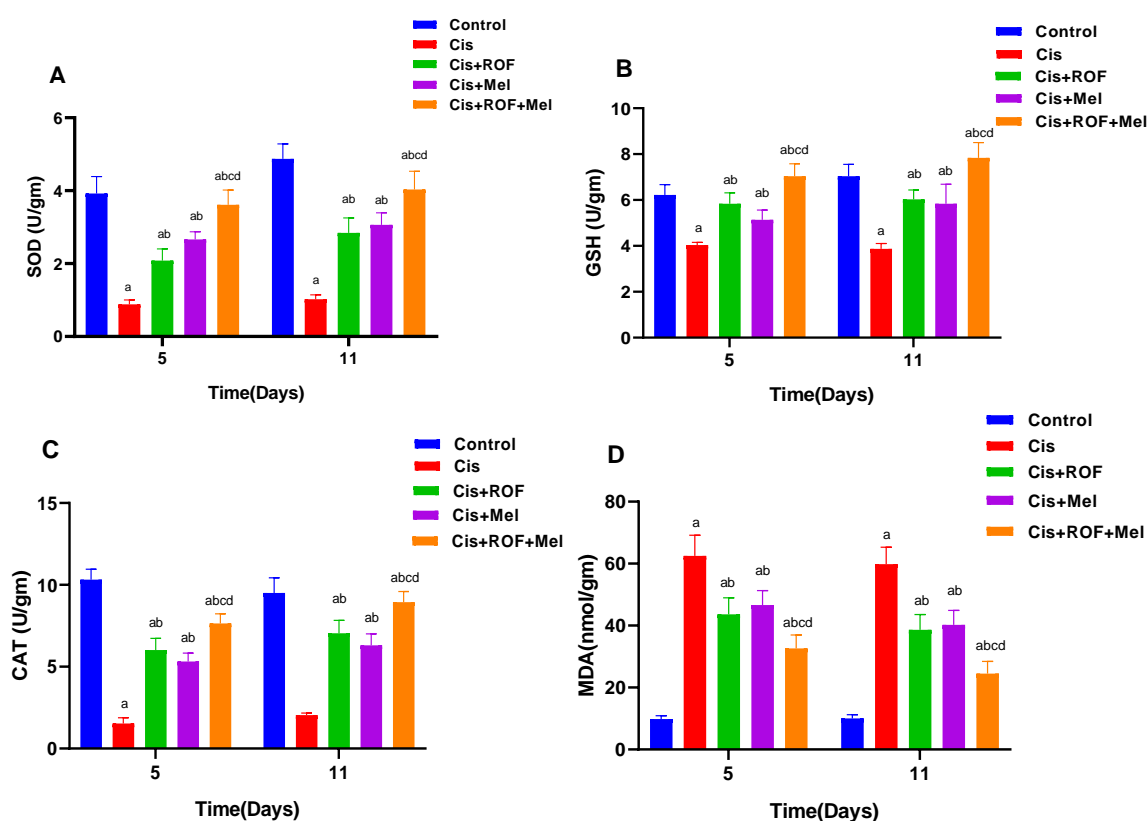 A
Control
Cis
Cis+ROF
Cis+Mel
Cis+ROF+Mel
SOD (U/gm)
6
4
2
0
a
ab
ab
abcd
a
ab
ab
abcd
5
11
Time(Days)
B
Control
Cis
Cis+ROF
Cis+Mel
Cis+ROF+Mel
GSH (U/gm)
10
8
6
4
2
0
a
ab
ab
abcd
a
ab
ab
abcd
5
11
Time(Days)
C
Control
Cis
Cis+ROF
Cis+Mel
Cis+ROF+Mel
CAT (U/gm)
15
10
5
0
a
ab
ab
abcd
ab
ab
abcd
5
11
Time(Days)
D
Control
Cis
Cis+ROF
Cis+Mel
Cis+ROF+Mel
MDA(nmol/gm)
80
60
40
20
0
a
ab
ab
abcd
a
ab
ab
abcd
5
11
Time(Days)